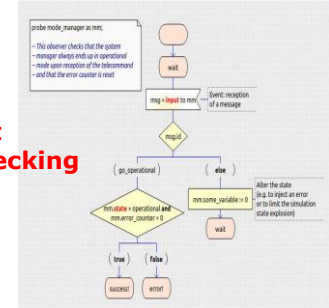 probe mode_manager as mm;
-- This observer checks that the system
-- manager always ends up in operational
-- mode upon reception of the telecommand
-- and that the error counter is reset
wait
msg = input to mm
Event: reception
of a message
ecking
msg.id
go_operational
else
mm.state = operational and
mm.error_counter = 0
mm.some_variable := 0
Alter the state
(e.g. to inject an error
or to limit the simulation
state explosion)
wait
true
false
success!
error!